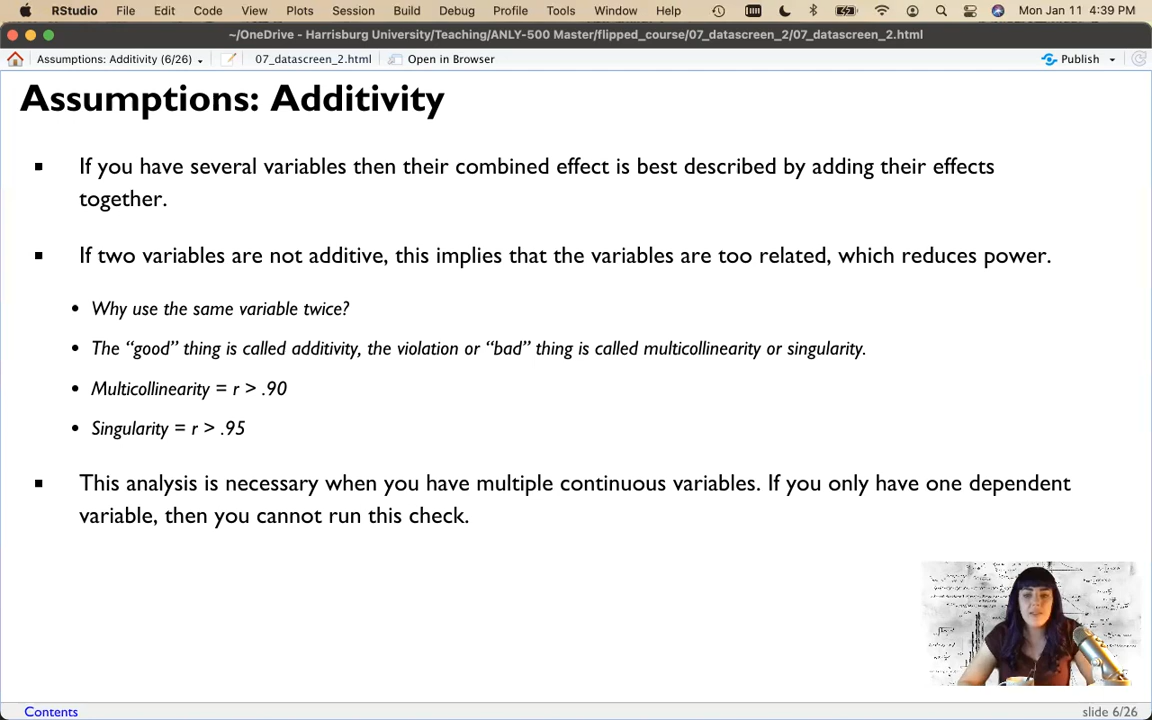 RStudio File Edit Code View Plots Session Build Debug Profile Tools Window Help Mon Jan 11 4:39 PM
~/OneDrive - Harrisburg University/Teaching/ANLY-500 Master/flipped_course/07_datascreen_2/07_datascreen_2.html
Assumptions: Additivity (6/26) 07_datascreen_2.html Open in Browser Publish
Assumptions: Additivity
If you have several variables then their combined effect is best described by adding their effects
together.
If two variables are not additive, this implies that the variables are too related, which reduces power.
Why use the same variable twice?
The “good” thing is called additivity, the violation or “bad” thing is called multicollinearity or singularity.
Multicollinearity = r > .90
Singularity = r > .95
This analysis is necessary when you have multiple continuous variables. If you only have one dependent
variable, then you cannot run this check.
Contents slide 6/26